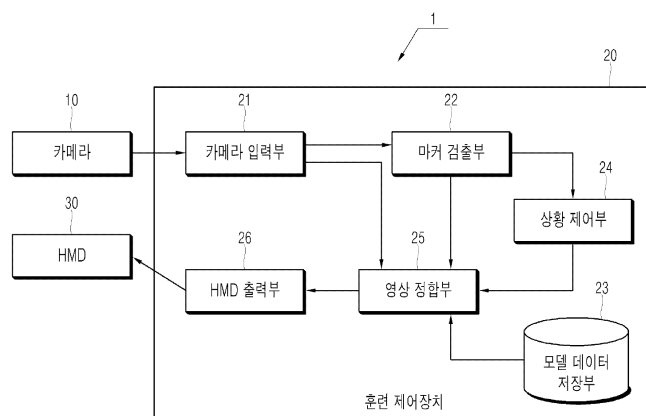 1
20
10
21
22
카메라
카메라 입력부
마커 검출부
24
상황 제어부
30
26
25
HMD
HMD 출력부
영상 정합부
23
모델 데이터
저장부
훈련 제어장치